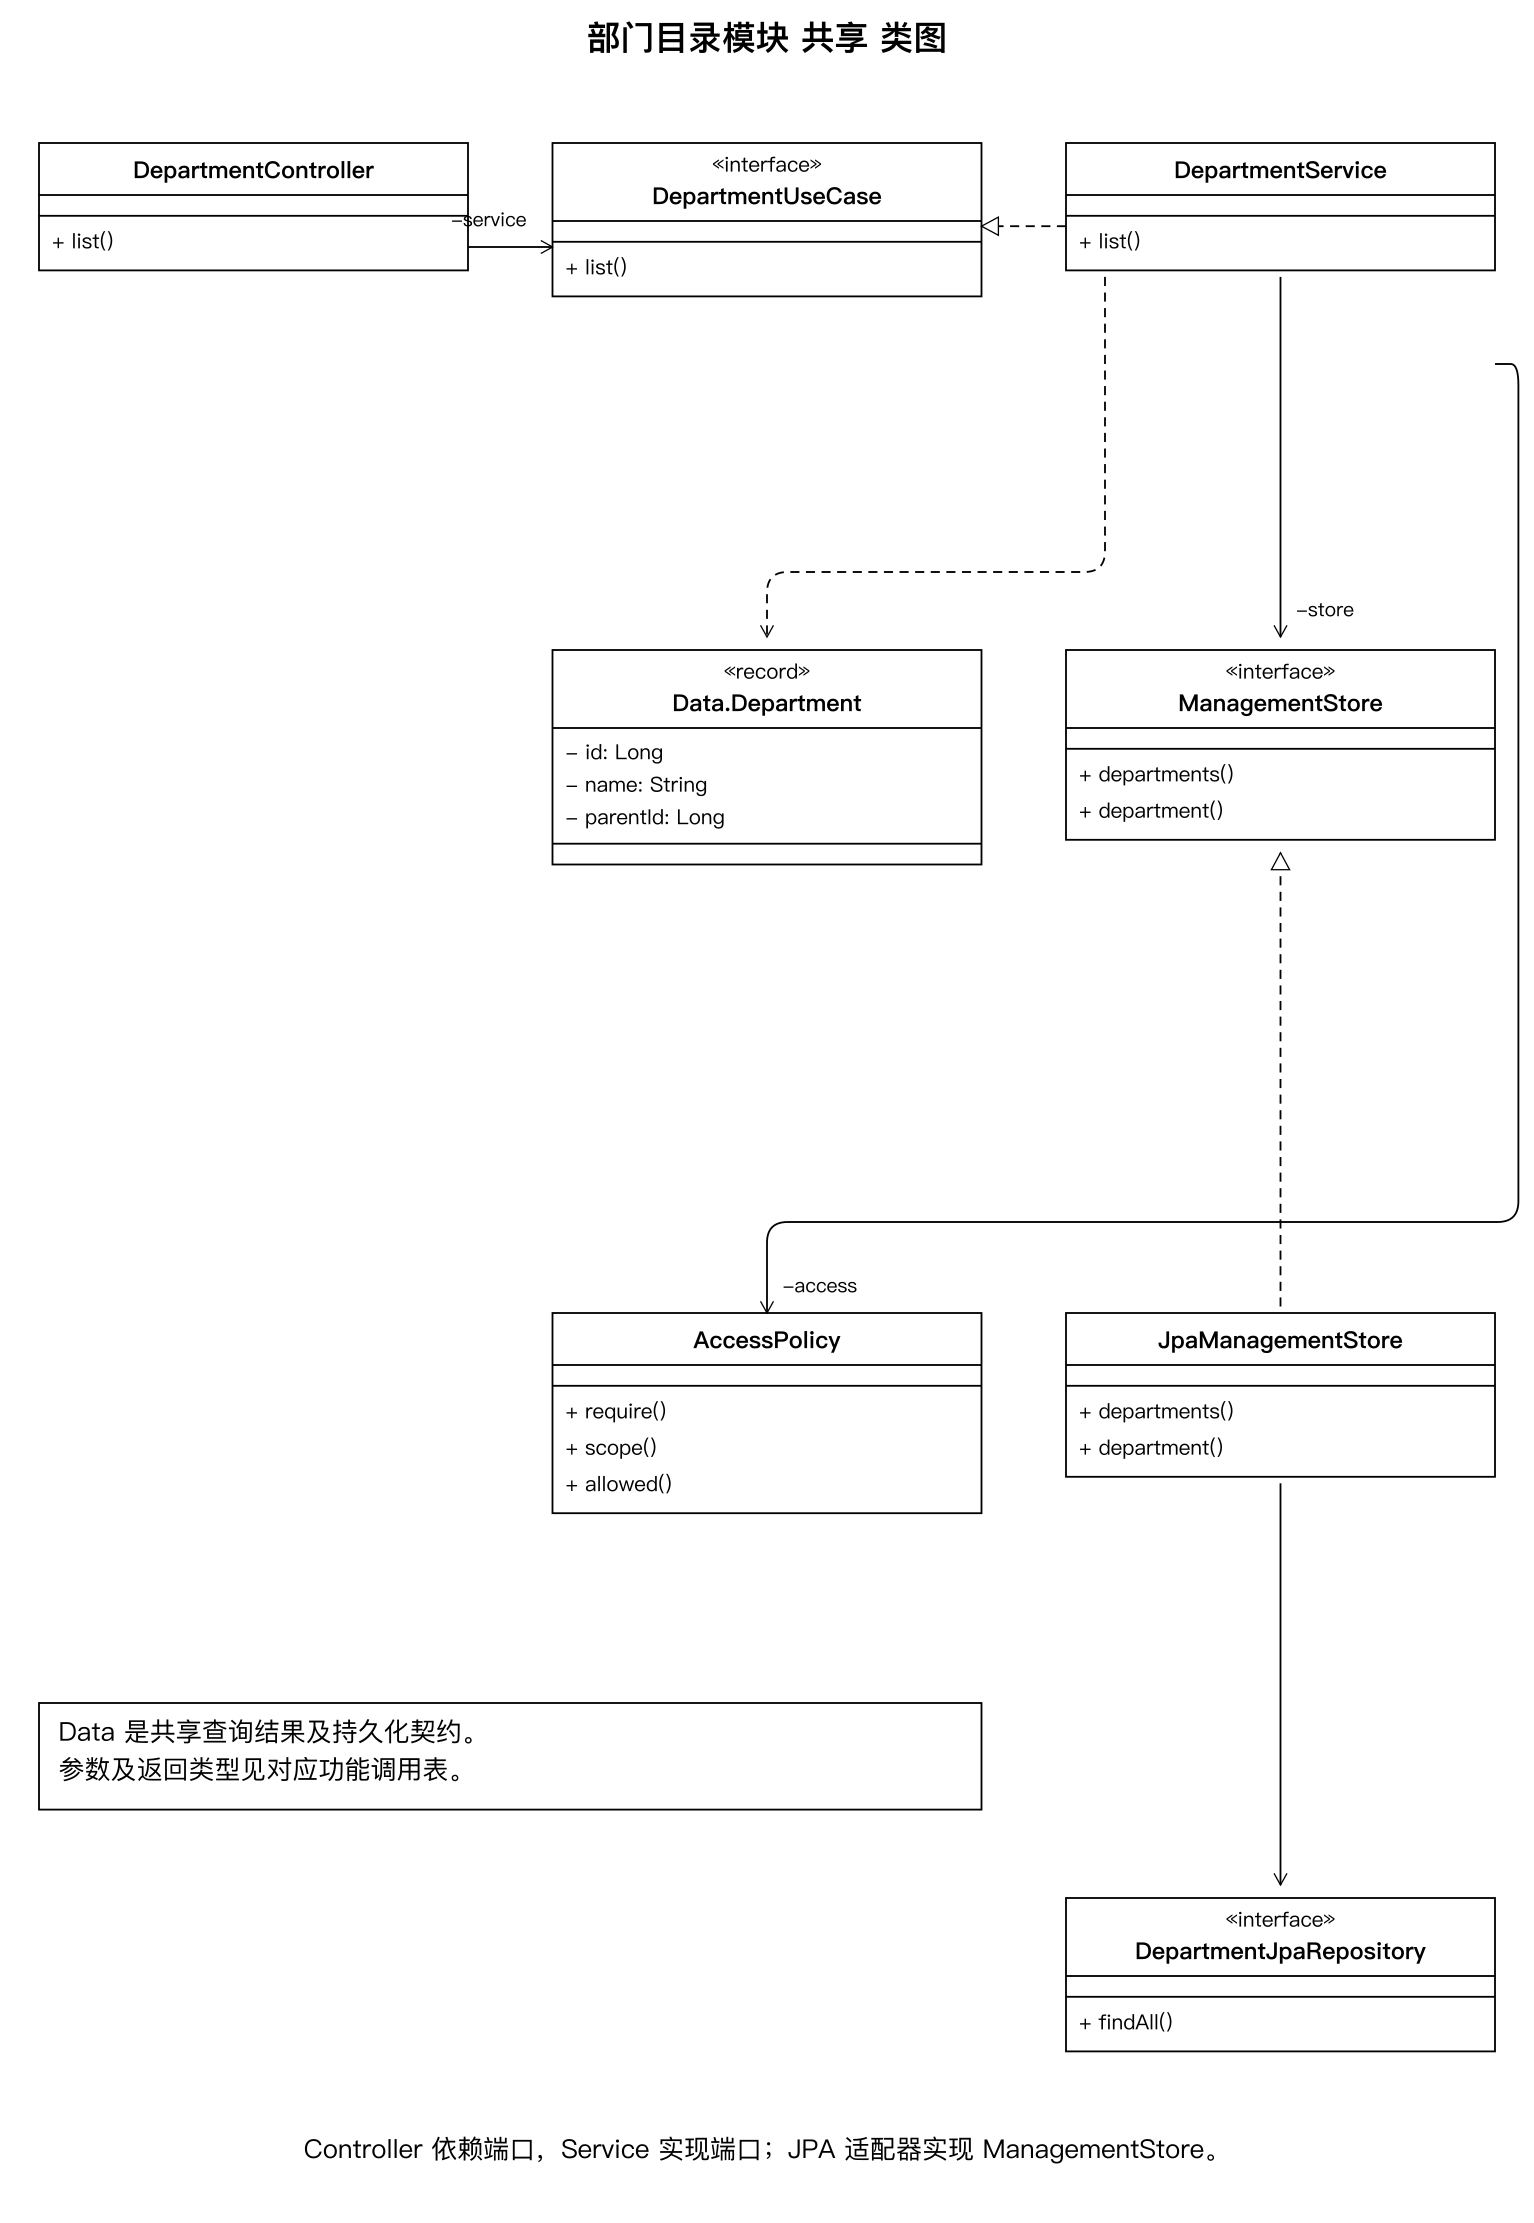 部门目录模块 共享 类图
DepartmentController
+ list()
–service
«interface»
DepartmentUseCase
+ list()
DepartmentService
+ list()
–store
«record»
Data.Department
– id: Long
– name: String
– parentId: Long
«interface»
ManagementStore
+ departments()
+ department()
–access
AccessPolicy
+ require()
+ scope()
+ allowed()
JpaManagementStore
+ departments()
+ department()
Data 是共享查询结果及持久化契约。
参数及返回类型见对应功能调用表。
«interface»
DepartmentJpaRepository
+ findAll()
Controller 依赖端口，Service 实现端口；JPA 适配器实现 ManagementStore。